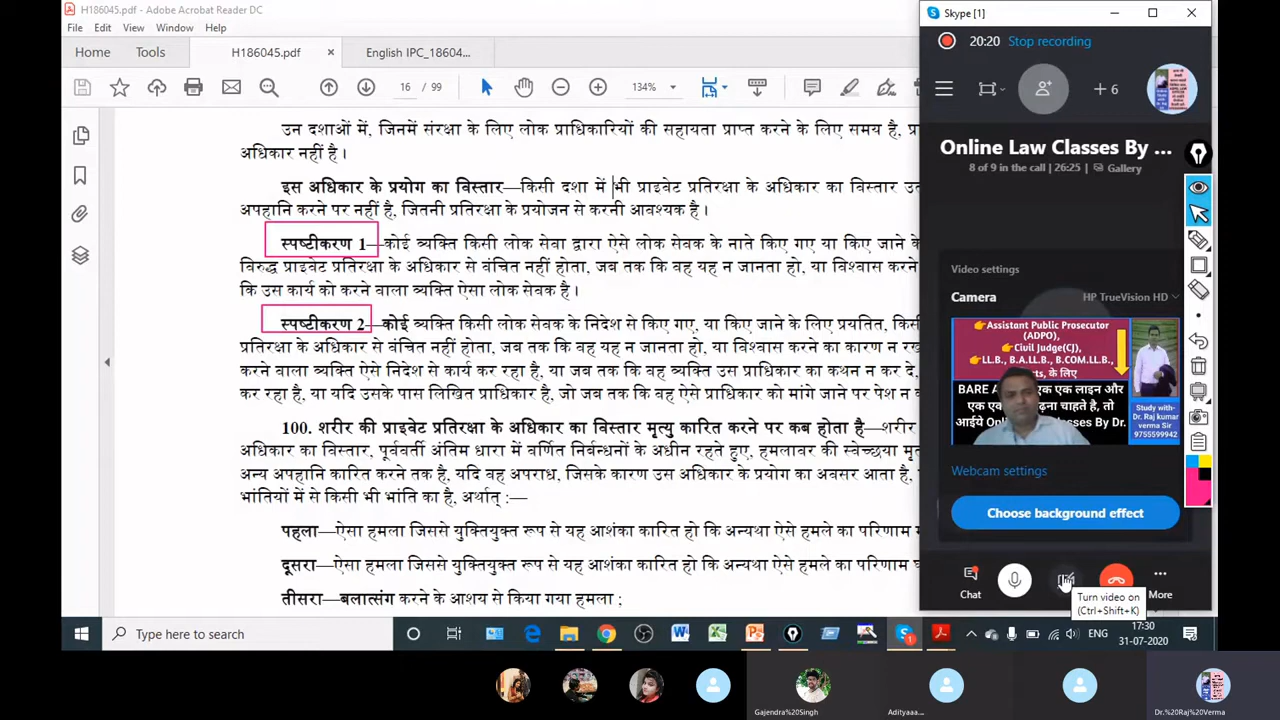 H186045.pdf - Adobe Acrobat Reader DC
File Edit View Window Help
Home Tools H186045.pdf × English IPC_18604...
16 / 99 134%
उन दशाओं में, जिनमें संरक्षा के लिए लोक प्राधिकारियों की सहायता प्राप्त करने के लिए समय है, प्रा
अधिकार नहीं है ।
इस अधिकार के प्रयोग का विस्तार—किसी दशा में भी प्राइवेट प्रतिरक्षा के अधिकार का विस्तार उत
अपहानि करने पर नहीं है, जितनी प्रतिरक्षा के प्रयोजन से करनी आवश्यक है ।
स्पष्टीकरण 1—कोई व्यक्ति किसी लोक सेवा द्वारा ऐसे लोक सेवक के नाते किए गए या किए जाने के
विरुद्ध प्राइवेट प्रतिरक्षा के अधिकार से वंचित नहीं होता, जब तक कि वह यह न जानता हो, या विश्वास करने
कि उस कार्य को करने वाला व्यक्ति ऐसा लोक सेवक है ।
स्पष्टीकरण 2—कोई व्यक्ति किसी लोक सेवक के निदेश से किए गए, या किए जाने के लिए प्रयतित, किसी
प्रतिरक्षा के अधिकार से वंचित नहीं होता, जब तक कि वह यह न जानता हो, या विश्वास करने का कारण न रख
करने वाला व्यक्ति ऐसे निदेश से कार्य कर रहा है, या जब तक कि वह व्यक्ति उस प्राधिकार का कथन न कर दे,
कर रहा है, या यदि उसके पास लिखित प्राधिकार है, जो जब तक कि वह ऐसे प्राधिकार को मांगे जाने पर पेश न क
100. शरीर की प्राइवेट प्रतिरक्षा के अधिकार का विस्तार मृत्यु कारित करने पर कब होता है—शरीर
अधिकार का विस्तार, पूर्ववर्ती अंतिम धारा में वर्णित निर्बन्धनों के अधीन रहते हुए, हमलावर की स्वेच्छया मृ
अन्य अपहानि कारित करने तक है, यदि वह अपराध, जिसके कारण उस अधिकार के प्रयोग का अवसर आता है,
भांतियों में से किसी भी भांति का है, अर्थात् :—
पहला—ऐसा हमला जिससे युक्तियुक्त रूप से यह आशंका कारित हो कि अन्यथा ऐसे हमले का परिणाम म
दूसरा—ऐसा हमला जिससे युक्तियुक्त रूप से यह आशंका कारित हो कि अन्यथा ऐसे हमले का परिणाम घ
तीसरा—बलात्संग करने के आशय से किया गया हमला ;
Skype [1]
20:20 Stop recording
+ 6
Online Law Classes By ...
8 of 9 in the call | 26:25 | Gallery
Video settings
Camera HP TrueVision HD
Assistant Public Prosecutor
(ADPO),
Civil Judge(CJ),
LL.B., B.A.LL.B., B.COM.LL.B.,
के लिए
BARE एक लाइन और
चाहते है, तो
आईये By Dr.
Study with-
Dr. Raj kumar
verma Sir
9755599942
Webcam settings
Choose background effect
Chat More
Turn video on
(Ctrl+Shift+K)
Type here to search
ENG
17:30
31-07-2020
Gajendra%20Singh Adityaaa... Dr.%20Raj%20Verma